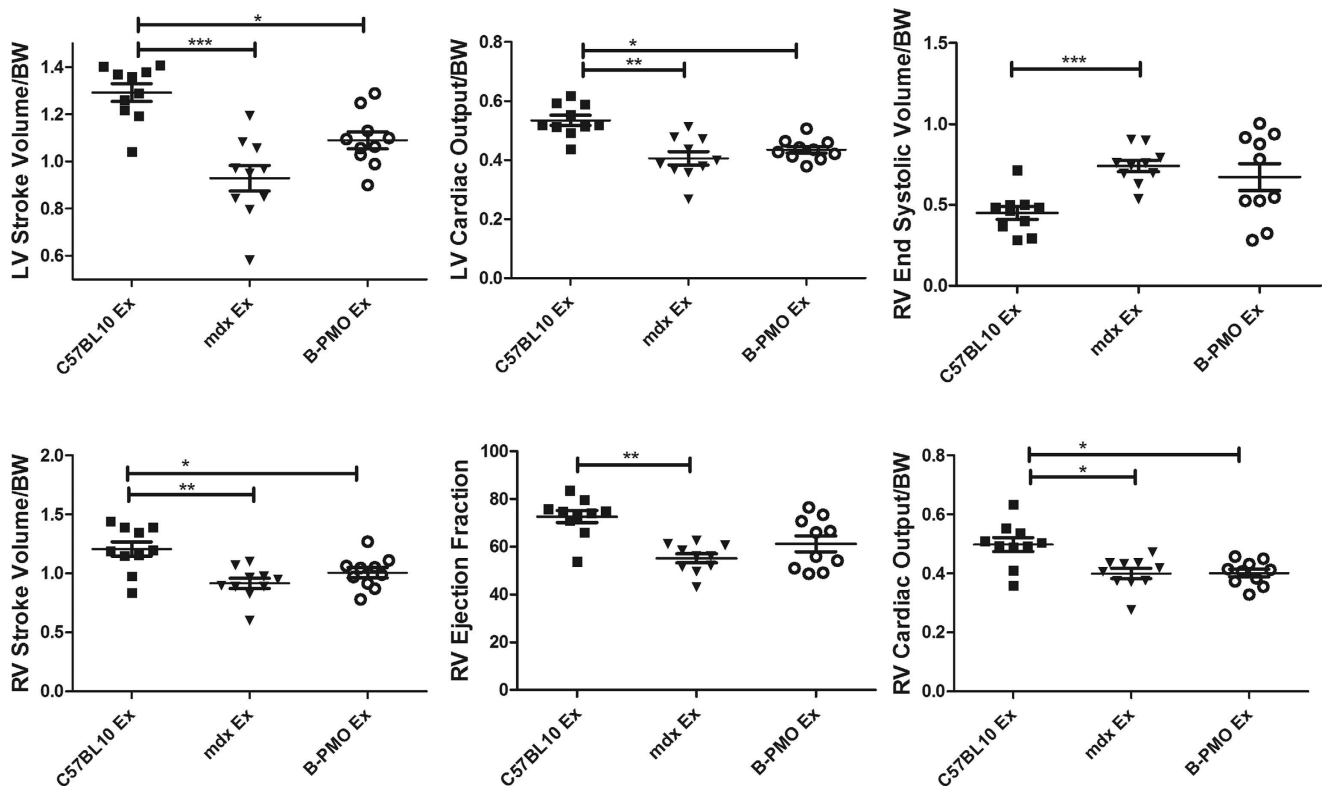 LV Stroke Volume/BW
1.4
1.2
1.0
0.8
0.6
*
***
C57BL10 Ex
mdx Ex
B-PMO Ex
LV Cardiac Output/BW
0.8
0.6
0.4
0.2
0.0
*
**
C57BL10 Ex
mdx Ex
B-PMO Ex
RV End Systolic Volume/BW
1.5
1.0
0.5
0.0
***
C57BL10 Ex
mdx Ex
B-PMO Ex
RV Stroke Volume/BW
2.0
1.5
1.0
0.5
0.0
*
**
C57BL10 Ex
mdx Ex
B-PMO Ex
RV Ejection Fraction
100
80
60
40
20
0
**
C57BL10 Ex
mdx Ex
B-PMO Ex
RV Cardiac Output/BW
0.8
0.6
0.4
0.2
0.0
*
*
C57BL10 Ex
mdx Ex
B-PMO Ex